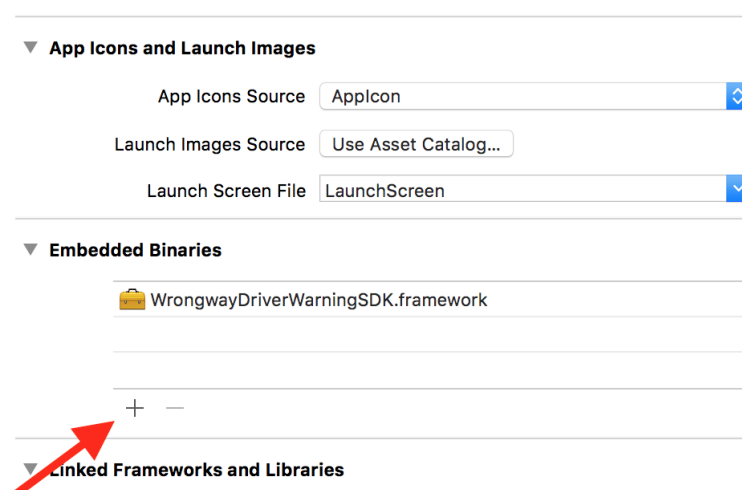 App Icons and Launch Images
App Icons Source AppIcon
Launch Images Source Use Asset Catalog...
Launch Screen File LaunchScreen
Embedded Binaries
WrongwayDriverWarningSDK.framework
Linked Frameworks and Libraries